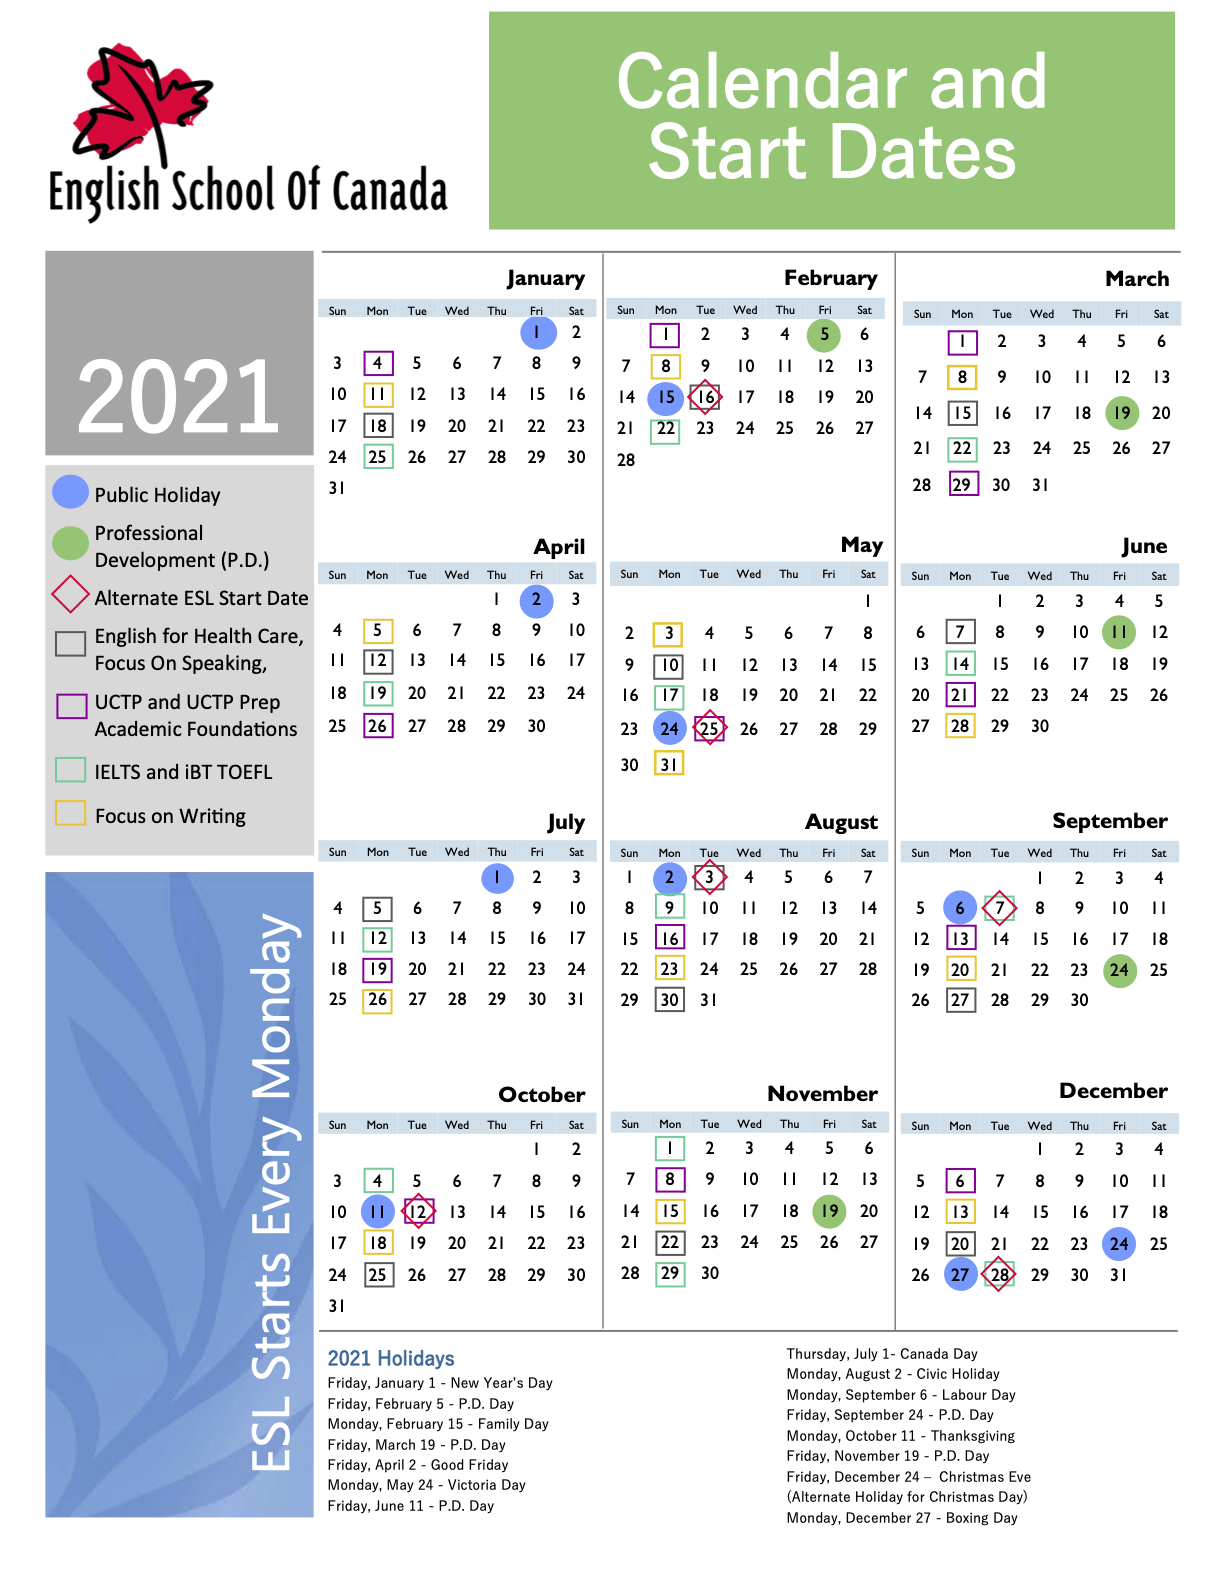 English School Of Canada
Calendar and
Start Dates
2021
Public Holiday
Professional
Development (P.D.)
Alternate ESL Start Date
English for Health Care,
Focus On Speaking,
UCTP and UCTP Prep
Academic Foundations
IELTS and iBT TOEFL
Focus on Writing
ESL Starts Every Monday
January
Sun Mon Tue Wed Thu Fri Sat
1 2
3 4 5 6 7 8 9
10 11 12 13 14 15 16
17 18 19 20 21 22 23
24 25 26 27 28 29 30
31
February
Sun Mon Tue Wed Thu Fri Sat
1 2 3 4 5 6
7 8 9 10 11 12 13
14 15 16 17 18 19 20
21 22 23 24 25 26 27
28
March
Sun Mon Tue Wed Thu Fri Sat
1 2 3 4 5 6
7 8 9 10 11 12 13
14 15 16 17 18 19 20
21 22 23 24 25 26 27
28 29 30 31
April
Sun Mon Tue Wed Thu Fri Sat
1 2 3
4 5 6 7 8 9 10
11 12 13 14 15 16 17
18 19 20 21 22 23 24
25 26 27 28 29 30
May
Sun Mon Tue Wed Thu Fri Sat
1
2 3 4 5 6 7 8
9 10 11 12 13 14 15
16 17 18 19 20 21 22
23 24 25 26 27 28 29
30 31
June
Sun Mon Tue Wed Thu Fri Sat
1 2 3 4 5
6 7 8 9 10 11 12
13 14 15 16 17 18 19
20 21 22 23 24 25 26
27 28 29 30
July
Sun Mon Tue Wed Thu Fri Sat
1 2 3
4 5 6 7 8 9 10
11 12 13 14 15 16 17
18 19 20 21 22 23 24
25 26 27 28 29 30 31
August
Sun Mon Tue Wed Thu Fri Sat
1 2 3 4 5 6 7
8 9 10 11 12 13 14
15 16 17 18 19 20 21
22 23 24 25 26 27 28
29 30 31
September
Sun Mon Tue Wed Thu Fri Sat
1 2 3 4
5 6 7 8 9 10 11
12 13 14 15 16 17 18
19 20 21 22 23 24 25
26 27 28 29 30
October
Sun Mon Tue Wed Thu Fri Sat
1 2
3 4 5 6 7 8 9
10 11 12 13 14 15 16
17 18 19 20 21 22 23
24 25 26 27 28 29 30
31
November
Sun Mon Tue Wed Thu Fri Sat
1 2 3 4 5 6
7 8 9 10 11 12 13
14 15 16 17 18 19 20
21 22 23 24 25 26 27
28 29 30
December
Sun Mon Tue Wed Thu Fri Sat
1 2 3 4
5 6 7 8 9 10 11
12 13 14 15 16 17 18
19 20 21 22 23 24 25
26 27 28 29 30 31
2021 Holidays
Friday, January 1 - New Year's Day
Friday, February 5 - P.D. Day
Monday, February 15 - Family Day
Friday, March 19 - P.D. Day
Friday, April 2 - Good Friday
Monday, May 24 - Victoria Day
Friday, June 11 - P.D. Day
Thursday, July 1- Canada Day
Monday, August 2 - Civic Holiday
Monday, September 6 - Labour Day
Friday, September 24 - P.D. Day
Monday, October 11 - Thanksgiving
Friday, November 19 - P.D. Day
Friday, December 24 – Christmas Eve
(Alternate Holiday for Christmas Day)
Monday, December 27 - Boxing Day